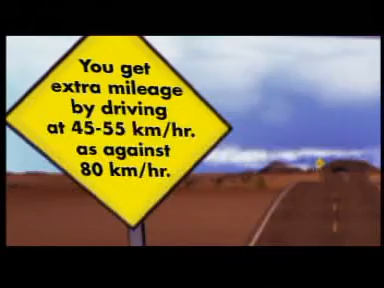 You get
extra mileage
by driving
at 45-55 km/hr.
as against
80 km/hr.